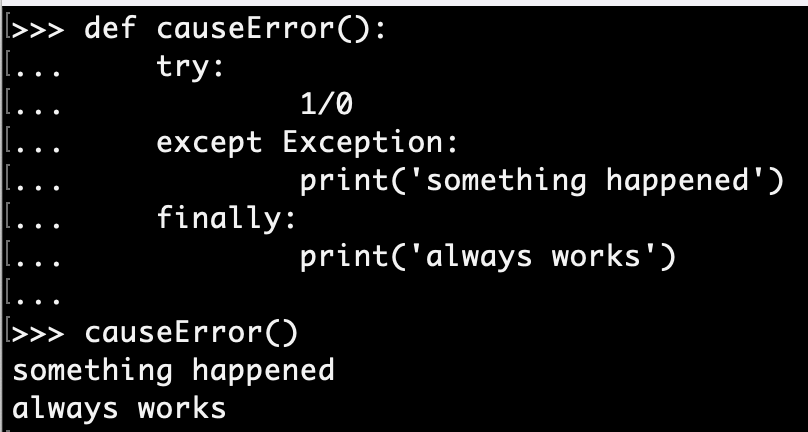 >>> def causeError():
...     try:
...             1/0
...     except Exception:
...             print('something happened')
...     finally:
...             print('always works')
...
>>> causeError()
something happened
always works